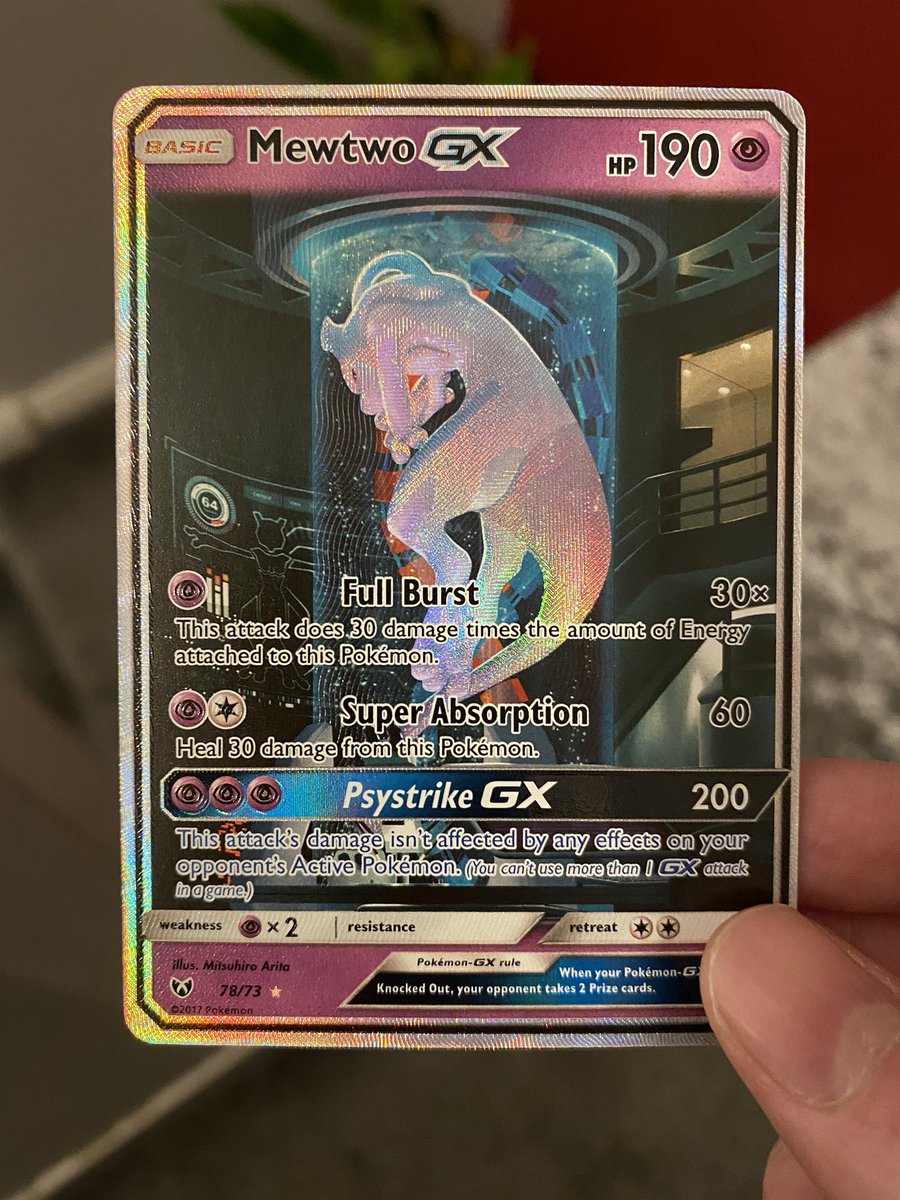 BASIC Mewtwo GX HP 190
64
Full Burst 30×
This attack does 30 damage times the amount of Energy
attached to this Pokémon.
Super Absorption 60
Heal 30 damage from this Pokémon.
Psystrike GX 200
This attack's damage isn't affected by any effects on your
opponent's Active Pokémon. (You can't use more than 1 GX attack
in a game.)
weakness ×2 resistance retreat
illus. Mitsuhiro Arita Pokémon-GX rule
When your Pokémon-GX
78/73 Knocked Out, your opponent takes 2 Prize cards.
©2017 Pokémon